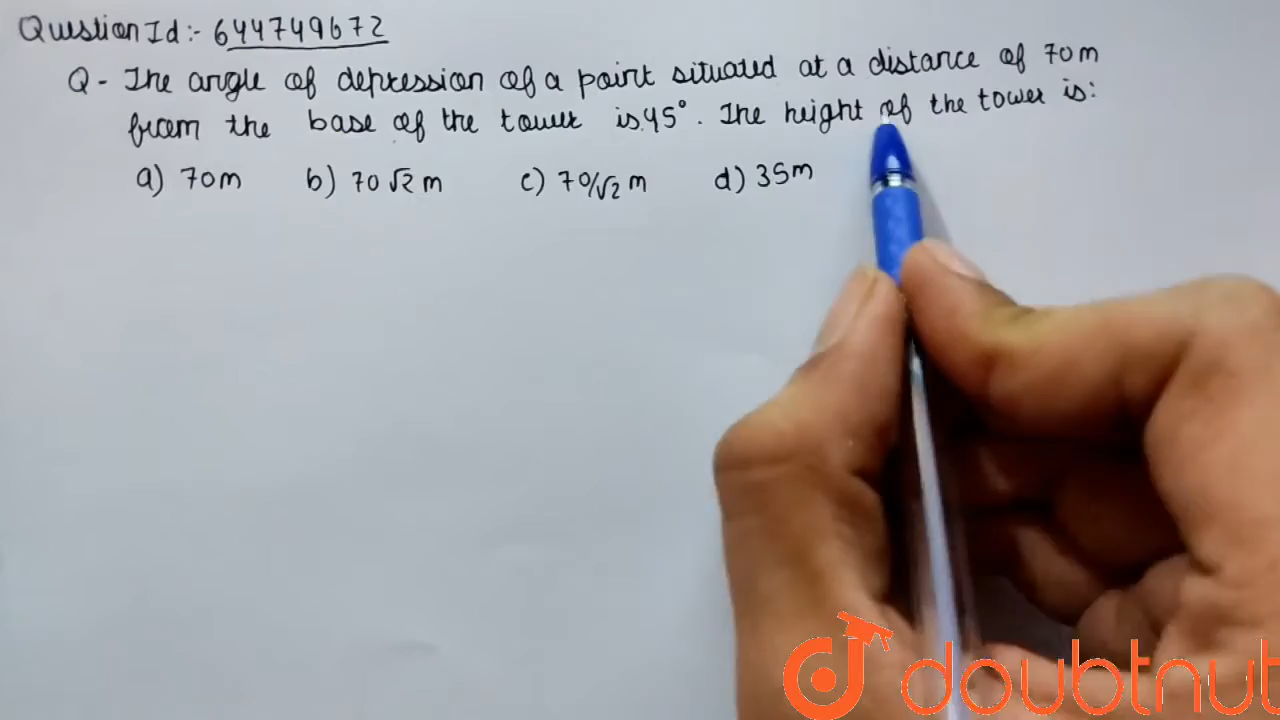 Question Id:- 644749672
Q - The angle of depression of a point situated at a distance of 70m
from the base of the tower is 45°. The height of the tower is:
a) 70m b) 70√2 m c) 70/√2 m d) 35m
doubtnut